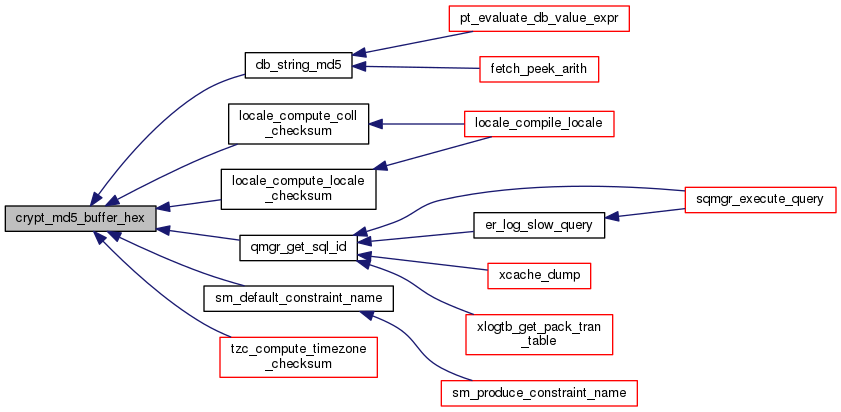 pt_evaluate_db_value_expr
db_string_md5
fetch_peek_arith
locale_compute_coll
_checksum
locale_compile_locale
locale_compute_locale
_checksum
sqmgr_execute_query
crypt_md5_buffer_hex
er_log_slow_query
qmgr_get_sql_id
xcache_dump
sm_default_constraint_name
xlogtb_get_pack_tran
_table
tzc_compute_timezone
_checksum
sm_produce_constraint_name